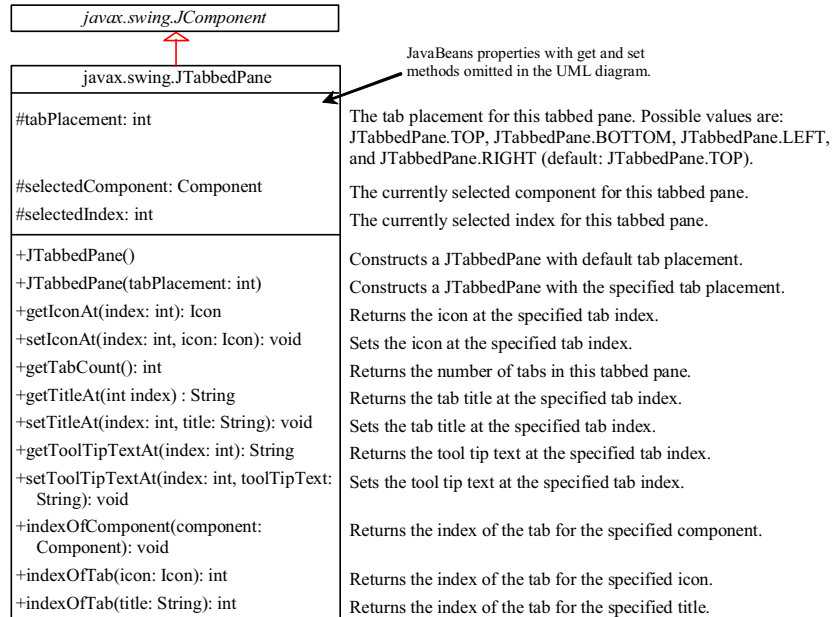 javax.swing.JComponent
JavaBeans properties with get and set
methods omitted in the UML diagram.
javax.swing.JTabbedPane
#tabPlacement: int
The tab placement for this tabbed pane. Possible values are:
JTabbedPane.TOP, JTabbedPane.BOTTOM, JTabbedPane.LEFT,
and JTabbedPane.RIGHT (default: JTabbedPane.TOP).
#selectedComponent: Component
The currently selected component for this tabbed pane.
#selectedIndex: int
The currently selected index for this tabbed pane.
+JTabbedPane()
Constructs a JTabbedPane with default tab placement.
+JTabbedPane(tabPlacement: int)
Constructs a JTabbedPane with the specified tab placement.
+getIconAt(index: int): Icon
Returns the icon at the specified tab index.
+setIconAt(index: int, icon: Icon): void
Sets the icon at the specified tab index.
+getTabCount(): int
Returns the number of tabs in this tabbed pane.
+getTitleAt(int index) : String
Returns the tab title at the specified tab index.
+setTitleAt(index: int, title: String): void
Sets the tab title at the specified tab index.
+getToolTipTextAt(index: int): String
Returns the tool tip text at the specified tab index.
+setToolTipTextAt(index: int, toolTipText:
String): void
Sets the tool tip text at the specified tab index.
+indexOfComponent(component:
Component): void
Returns the index of the tab for the specified component.
+indexOfTab(icon: Icon): int
Returns the index of the tab for the specified icon.
+indexOfTab(title: String): int
Returns the index of the tab for the specified title.